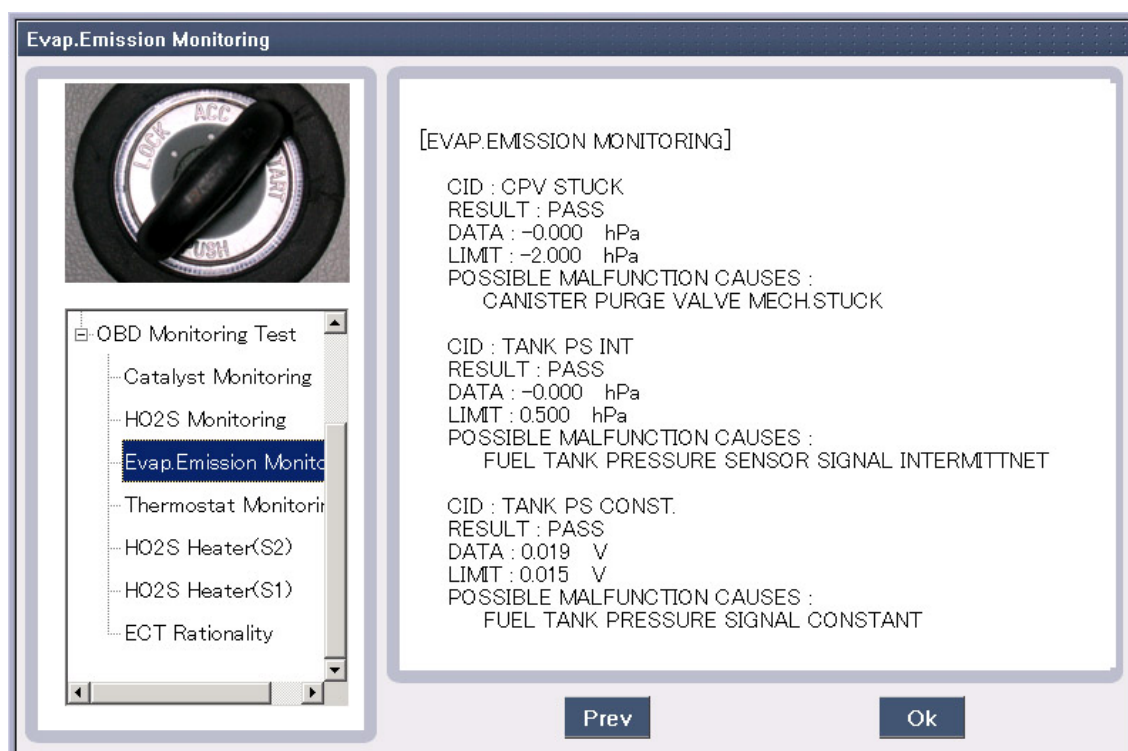 Evap.Emission Monitoring
ACC
LOCK
START
PUSH
OBD Monitoring Test
Catalyst Monitoring
HO2S Monitoring
Evap.Emission Monito
Thermostat Monitorin
HO2S Heater(S2)
HO2S Heater(S1)
ECT Rationality
[EVAP.EMISSION MONITORING]
CID : CPV STUCK
RESULT : PASS
DATA : -0.000 hPa
LIMIT : -2.000 hPa
POSSIBLE MALFUNCTION CAUSES :
CANISTER PURGE VALVE MECH.STUCK
CID : TANK PS INT
RESULT : PASS
DATA : -0.000 hPa
LIMIT : 0.500 hPa
POSSIBLE MALFUNCTION CAUSES :
FUEL TANK PRESSURE SENSOR SIGNAL INTERMITTNET
CID : TANK PS CONST.
RESULT : PASS
DATA : 0.019 V
LIMIT : 0.015 V
POSSIBLE MALFUNCTION CAUSES :
FUEL TANK PRESSURE SIGNAL CONSTANT
Prev
Ok